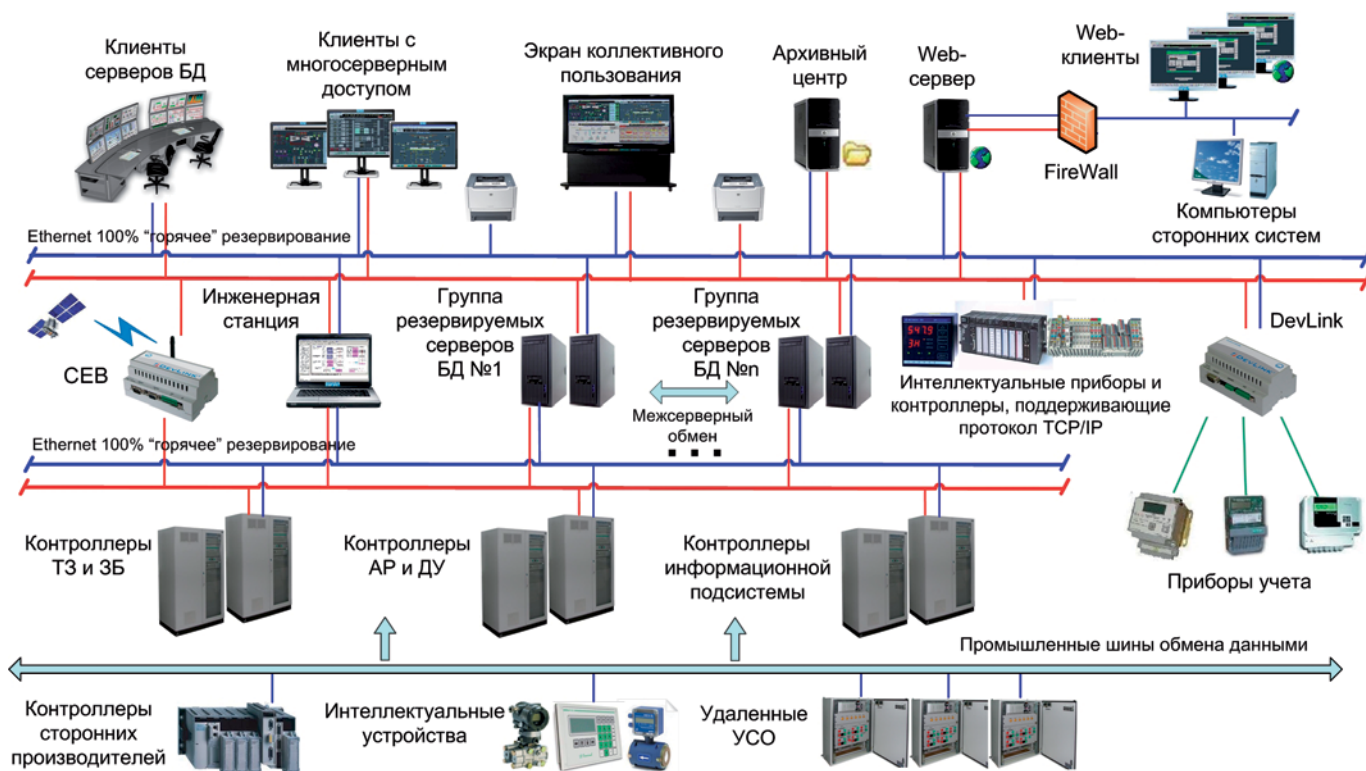 Клиенты
серверов БД
Клиенты с
многосерверным
доступом
Экран коллективного
пользования
Архивный
центр
Web-
сервер
Web-
клиенты
FireWall
Компьютеры
сторонних систем
Ethernet 100% “горячее” резервирование
СЕВ
DEVLINK
Инженерная
станция
Группа
резервируемых
серверов
БД №1
Межсерверный
обмен
Группа
резервируемых
серверов
БД №n
5479
Интеллектуальные приборы и
контроллеры, поддерживающие
протокол TCP/IP
DevLink
DEVLINK
Ethernet 100% “горячее” резервирование
Контроллеры
ТЗ и ЗБ
Контроллеры
АР и ДУ
Контроллеры
информационной
подсистемы
Приборы учета
Промышленные шины обмена данными
Контроллеры
сторонних
производителей
Интеллектуальные
устройства
Удаленные
УСО